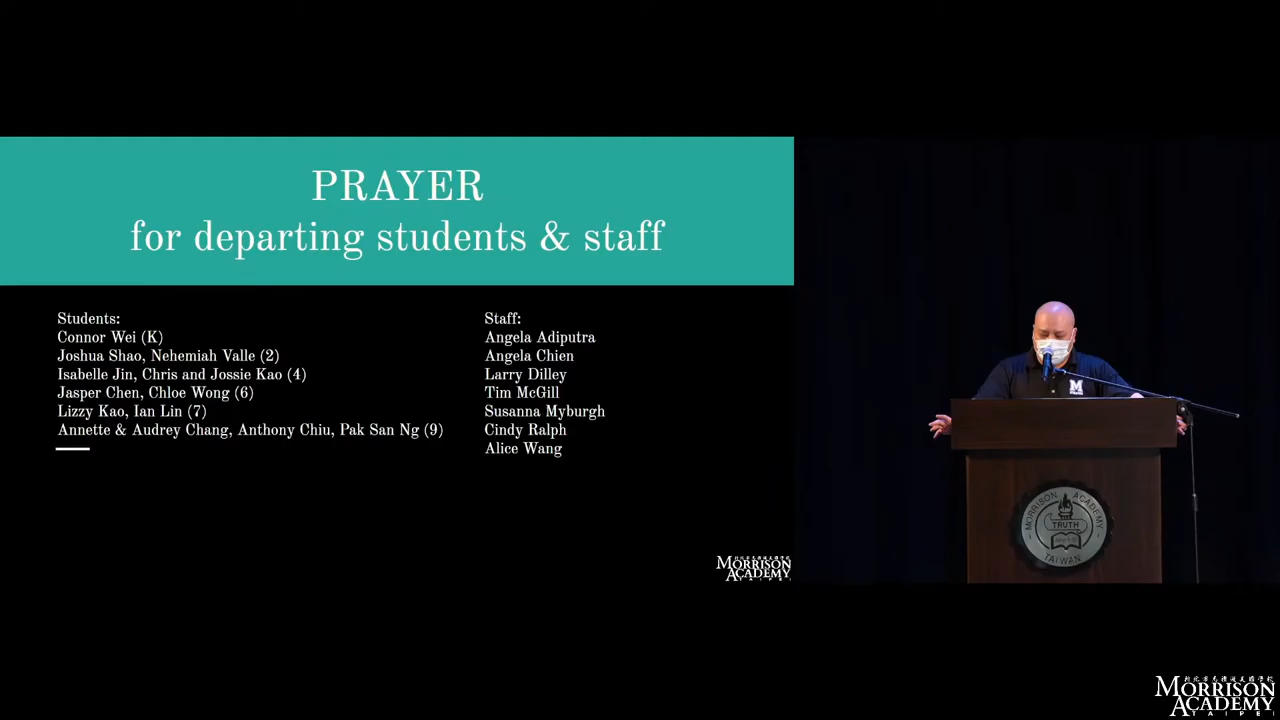 PRAYER
for departing students & staff
Students:
Connor Wei (K)
Joshua Shao, Nehemiah Valle (2)
Isabelle Jin, Chris and Jossie Kao (4)
Jasper Chen, Chloe Wong (6)
Lizzy Kao, Ian Lin (7)
Annette & Audrey Chang, Anthony Chiu, Pak San Ng (9)
Staff:
Angela Adiputra
Angela Chien
Larry Dilley
Tim McGill
Susanna Myburgh
Cindy Ralph
Alice Wang
MORRISON
ACADEMY
TAIPEI
M
MORRISON ACADEMY
TRUTH
TAIWAN
MORRISON
ACADEMY
TAIPEI